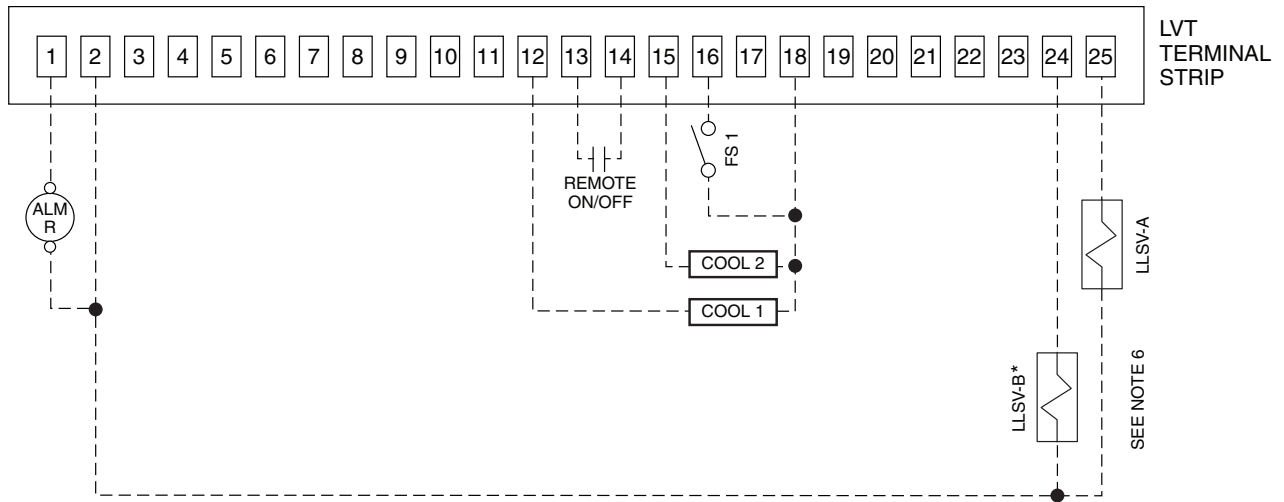 1 2 3 4 5 6 7 8 9 10 11 12 13 14 15 16 17 18 19 20 21 22 23 24 25
LVT
TERMINAL
STRIP
ALM
R
REMOTE
ON/OFF
FS 1
COOL 2
COOL 1
LLSV-A
LLSV-B*
SEE NOTE 6